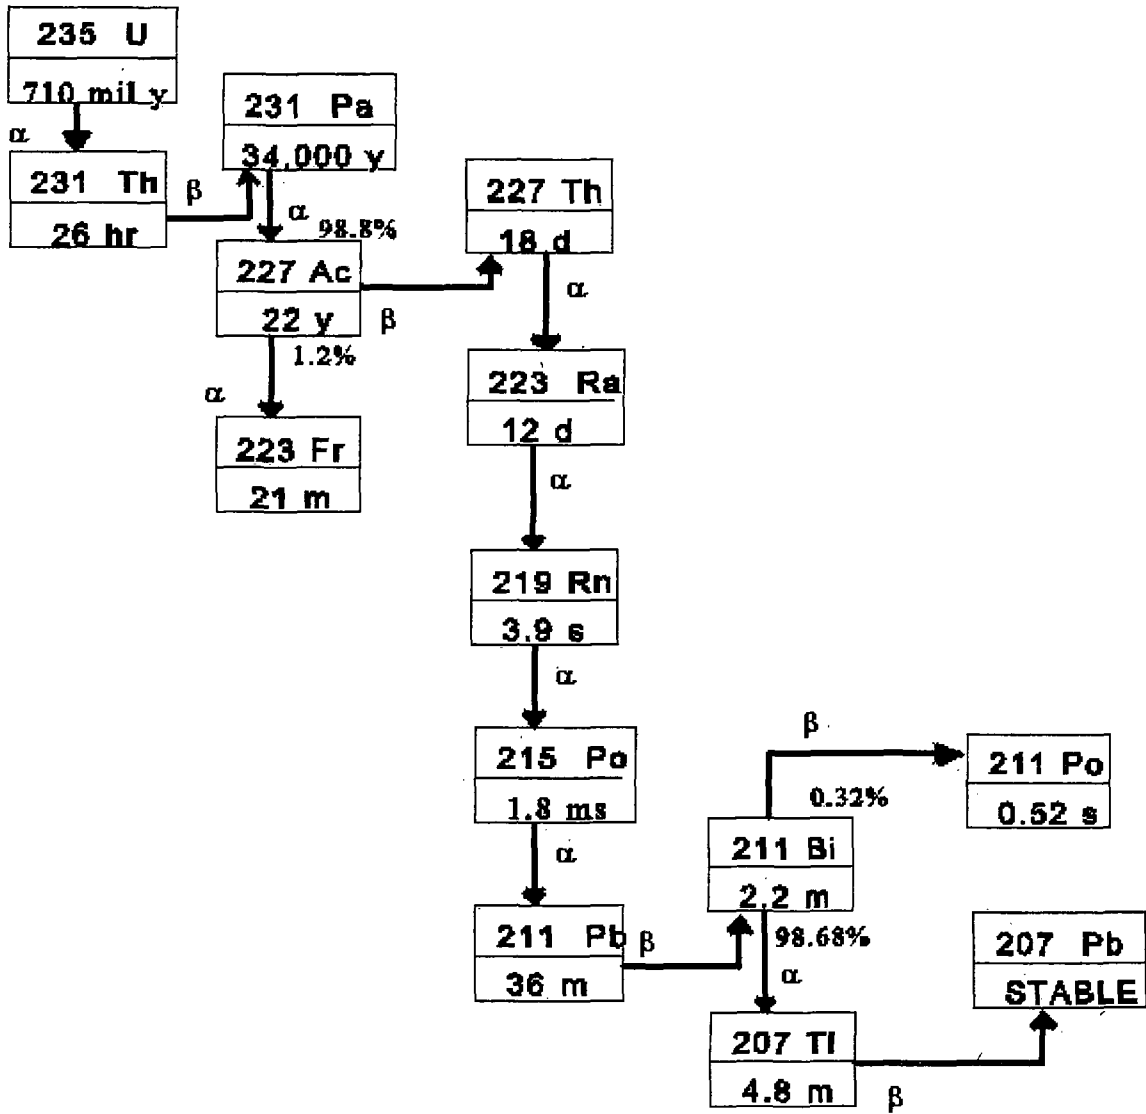 235 U
710 mil y
α
231 Th
26 hr
β
231 Pa
34,000 y
α
98.8%
227 Ac
22 y
β
1.2%
α
223 Fr
21 m
227 Th
18 d
α
223 Ra
12 d
α
219 Rn
3.9 s
α
215 Po
1.8 ms
α
211 Pb
36 m
β
211 Bi
2.2 m
β
0.32%
211 Po
0.52 s
98.68%
α
207 Tl
4.8 m
β
207 Pb
STABLE